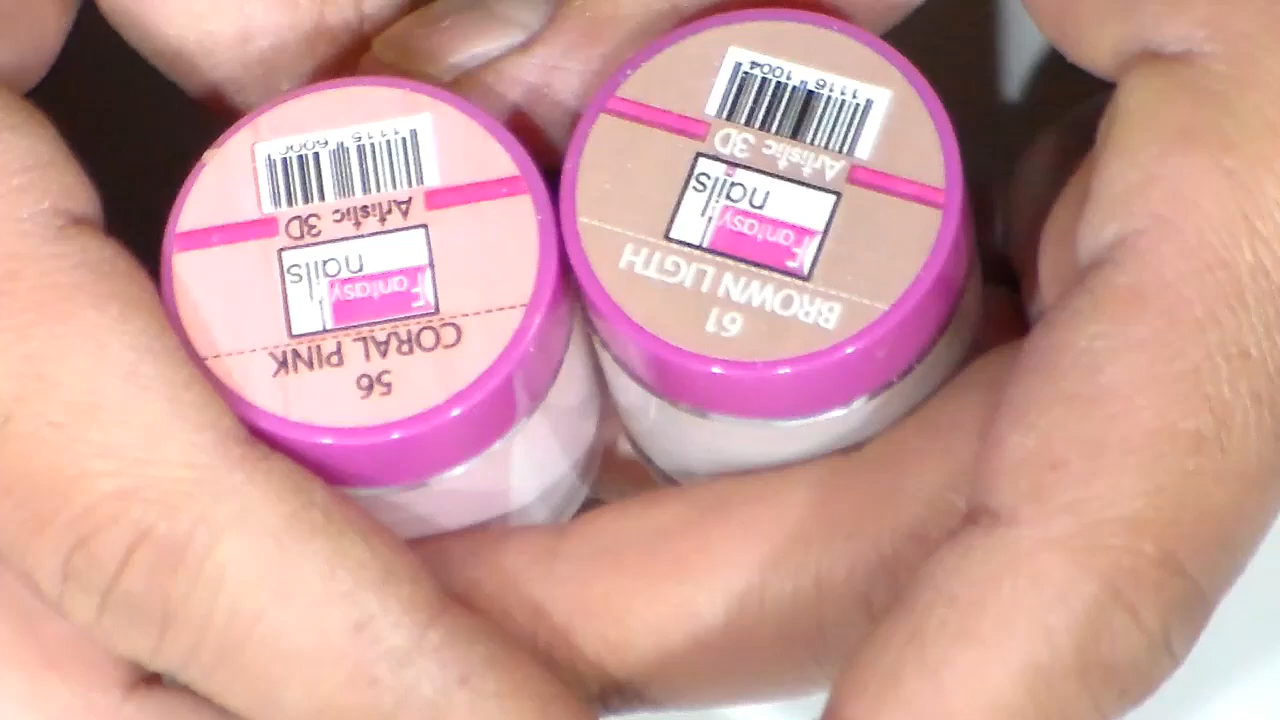 56
CORAL PINK
Fantasy
nails
Artistic 3D
61
BROWN LIGTH
Fantasy
nails
Artistic 3D